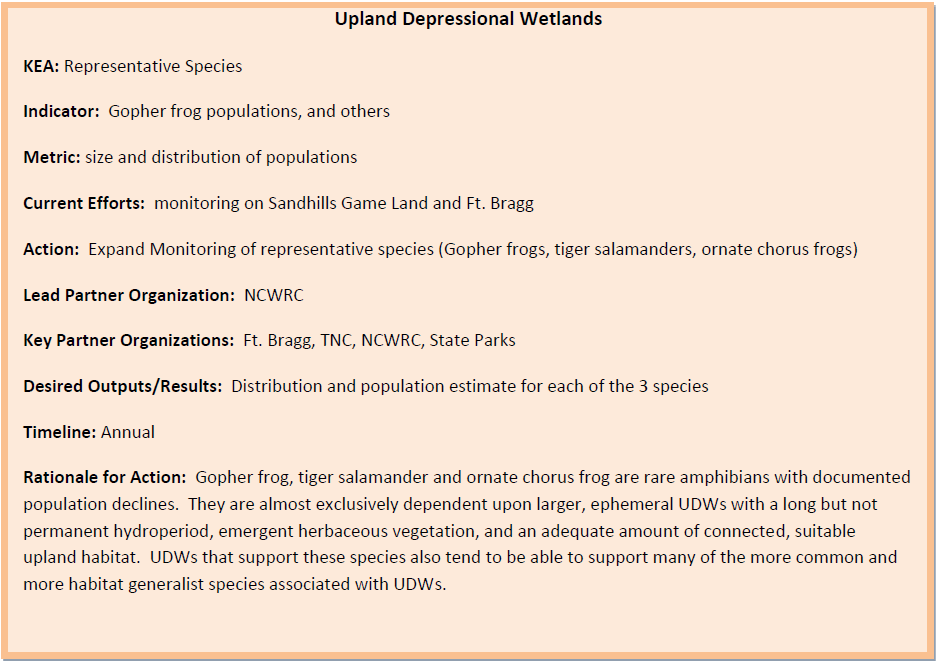 Upland Depressional Wetlands
KEA: Representative Species
Indicator: Gopher frog populations, and others
Metric: size and distribution of populations
Current Efforts: monitoring on Sandhills Game Land and Ft. Bragg
Action: Expand Monitoring of representative species (Gopher frogs, tiger salamanders, ornate chorus frogs)
Lead Partner Organization: NCWRC
Key Partner Organizations: Ft. Bragg, TNC, NCWRC, State Parks
Desired Outputs/Results: Distribution and population estimate for each of the 3 species
Timeline: Annual
Rationale for Action: Gopher frog, tiger salamander and ornate chorus frog are rare amphibians with documented
population declines. They are almost exclusively dependent upon larger, ephemeral UDWs with a long but not
permanent hydroperiod, emergent herbaceous vegetation, and an adequate amount of connected, suitable
upland habitat. UDWs that support these species also tend to be able to support many of the more common and
more habitat generalist species associated with UDWs.